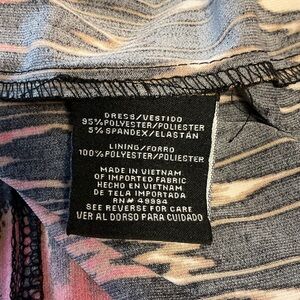 DRESS/VESTIDO
95% POLYESTER/POLIESTER
5% SPANDEX/ELASTÁN
LINING/FORRO
100% POLYESTER/POLIESTER
MADE IN VIETNAM
OF IMPORTED FABRIC
HECHO EN VIETNAM
DE TELA IMPORTADA
RN# 49994
SEE REVERSE FOR CARE
VER AL DORSO PARA CUIDADO